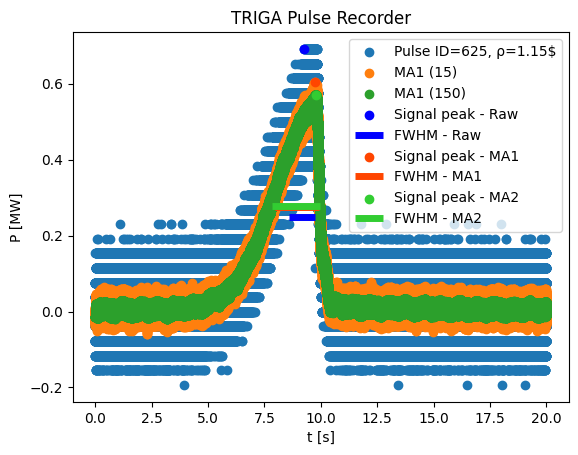 TRIGA Pulse Recorder
P [MW]
0.6
0.4
0.2
0.0
−0.2
0.0 2.5 5.0 7.5 10.0 12.5 15.0 17.5 20.0
t [s]
Pulse ID=625, ρ=1.15$
MA1 (15)
MA1 (150)
Signal peak - Raw
FWHM - Raw
Signal peak - MA1
FWHM - MA1
Signal peak - MA2
FWHM - MA2